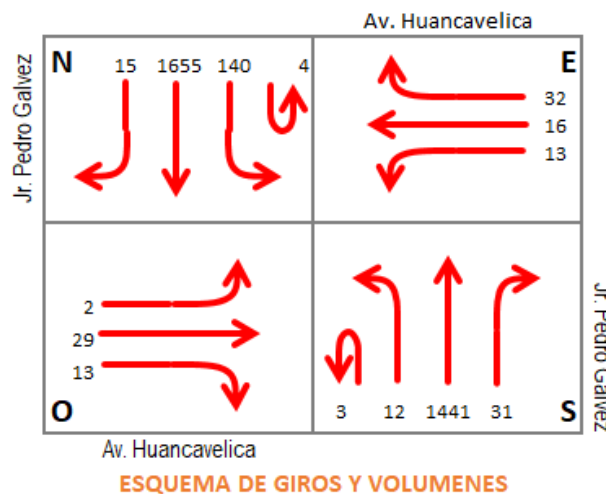 Av. Huancavelica
Jr. Pedro Galvez
N 15 1655 140 4
E
32
16
13
2
29
13
O
3 12 1441 31 S
Jr. Pedro Galvez
Av. Huancavelica
ESQUEMA DE GIROS Y VOLUMENES